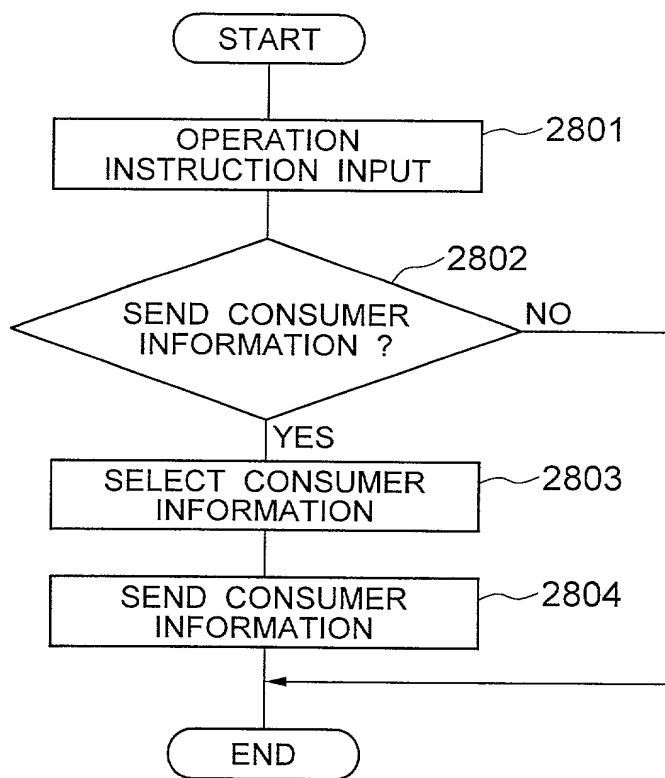 START
OPERATION
INSTRUCTION INPUT
2801
2802
SEND CONSUMER
INFORMATION ?
NO
YES
SELECT CONSUMER
INFORMATION
2803
SEND CONSUMER
INFORMATION
2804
END